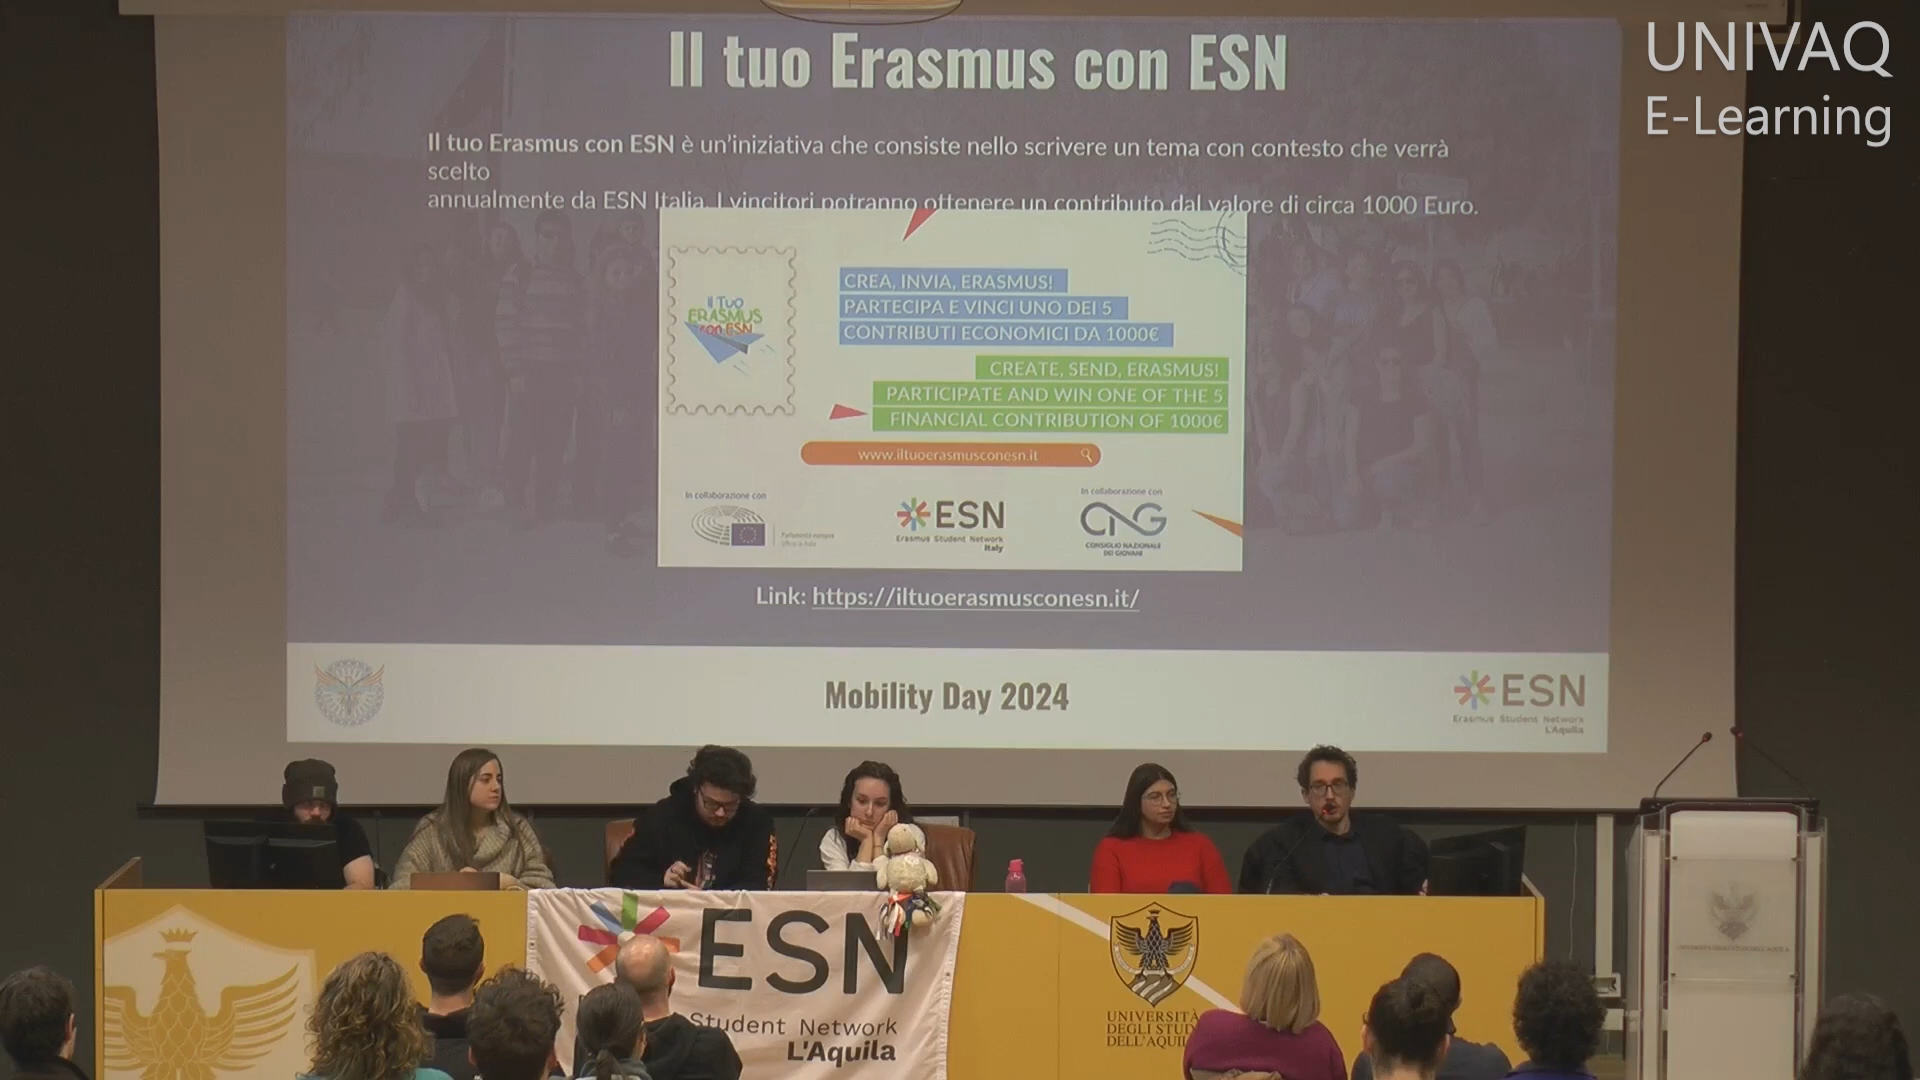 UNIVAQ
E-Learning
Il tuo Erasmus con ESN
Il tuo Erasmus con ESN è un'iniziativa che consiste nello scrivere un tema con contesto che verrà
scelto
annualmente da ESN Italia. I vincitori potranno ottenere un contributo dal valore di circa 1000 Euro.
Il Tuo
ERASMUS
con ESN
CREA, INVIA, ERASMUS!
PARTECIPA E VINCI UNO DEI 5
CONTRIBUTI ECONOMICI DA 1000€
CREATE, SEND, ERASMUS!
PARTICIPATE AND WIN ONE OF THE 5
FINANCIAL CONTRIBUTION OF 1000€
www.iltuoerasmusconesn.it
In collaborazione con
Parlamento europeo
ESN
Erasmus Student Network
Italy
In collaborazione con
CNG
CONSIGLIO NAZIONALE
DEI GIOVANI
Link: https://iltuoerasmusconesn.it/
Mobility Day 2024
ESN
Erasmus Student Network
L'Aquila
ESN
Student Network
L'Aquila
UNIVERSITÀ
DEGLI STUD
DELL'AQUIL